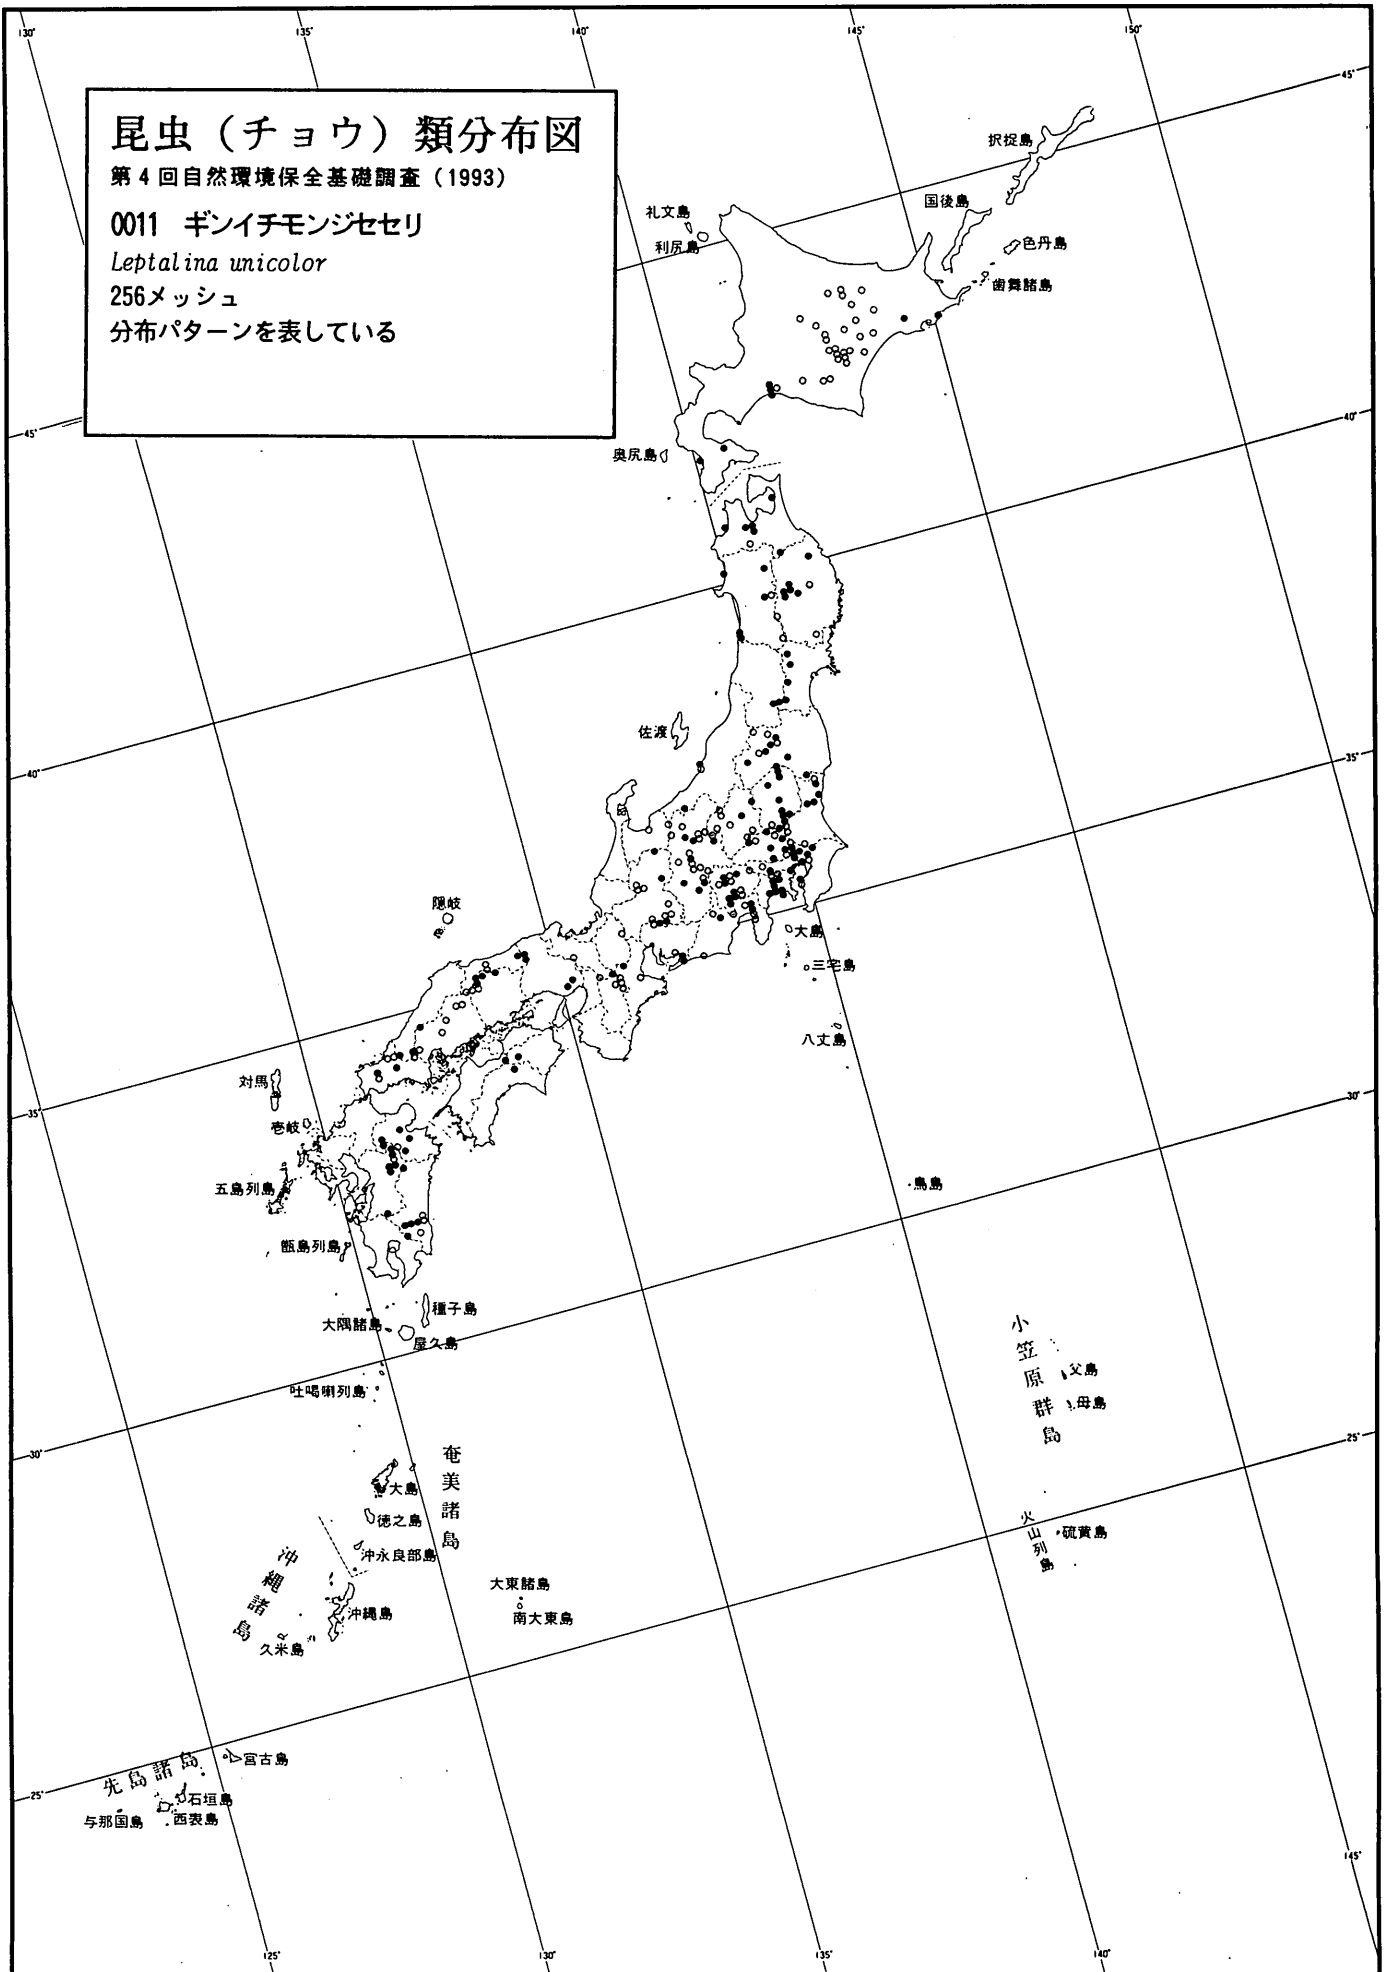 130°
135°
140°
145°
150°
45°
昆虫（チョウ）類分布図
第4回自然環境保全基礎調査（1993）
0011　ギンイチモンジセセリ
Leptalina unicolor
256メッシュ
分布パターンを表している
択捉島
国後島
色丹島
歯舞諸島
礼文島
利尻島
45°
40°
奥尻島
佐渡
40°
35°
隠岐
大島
三宅島
八丈島
対馬
壱岐
35°
30°
五島列島
鳥島
甑島列島
種子島
大隅諸島
屋久島
吐噶喇列島
小笠原群島
父島
母島
30°
25°
奄美諸島
大島
徳之島
沖永良部島
火山列島
硫黄島
沖縄諸島
沖縄島
久米島
大東諸島
南大東島
先島諸島
宮古島
石垣島
西表島
与那国島
25°
145°
125°
130°
135°
140°